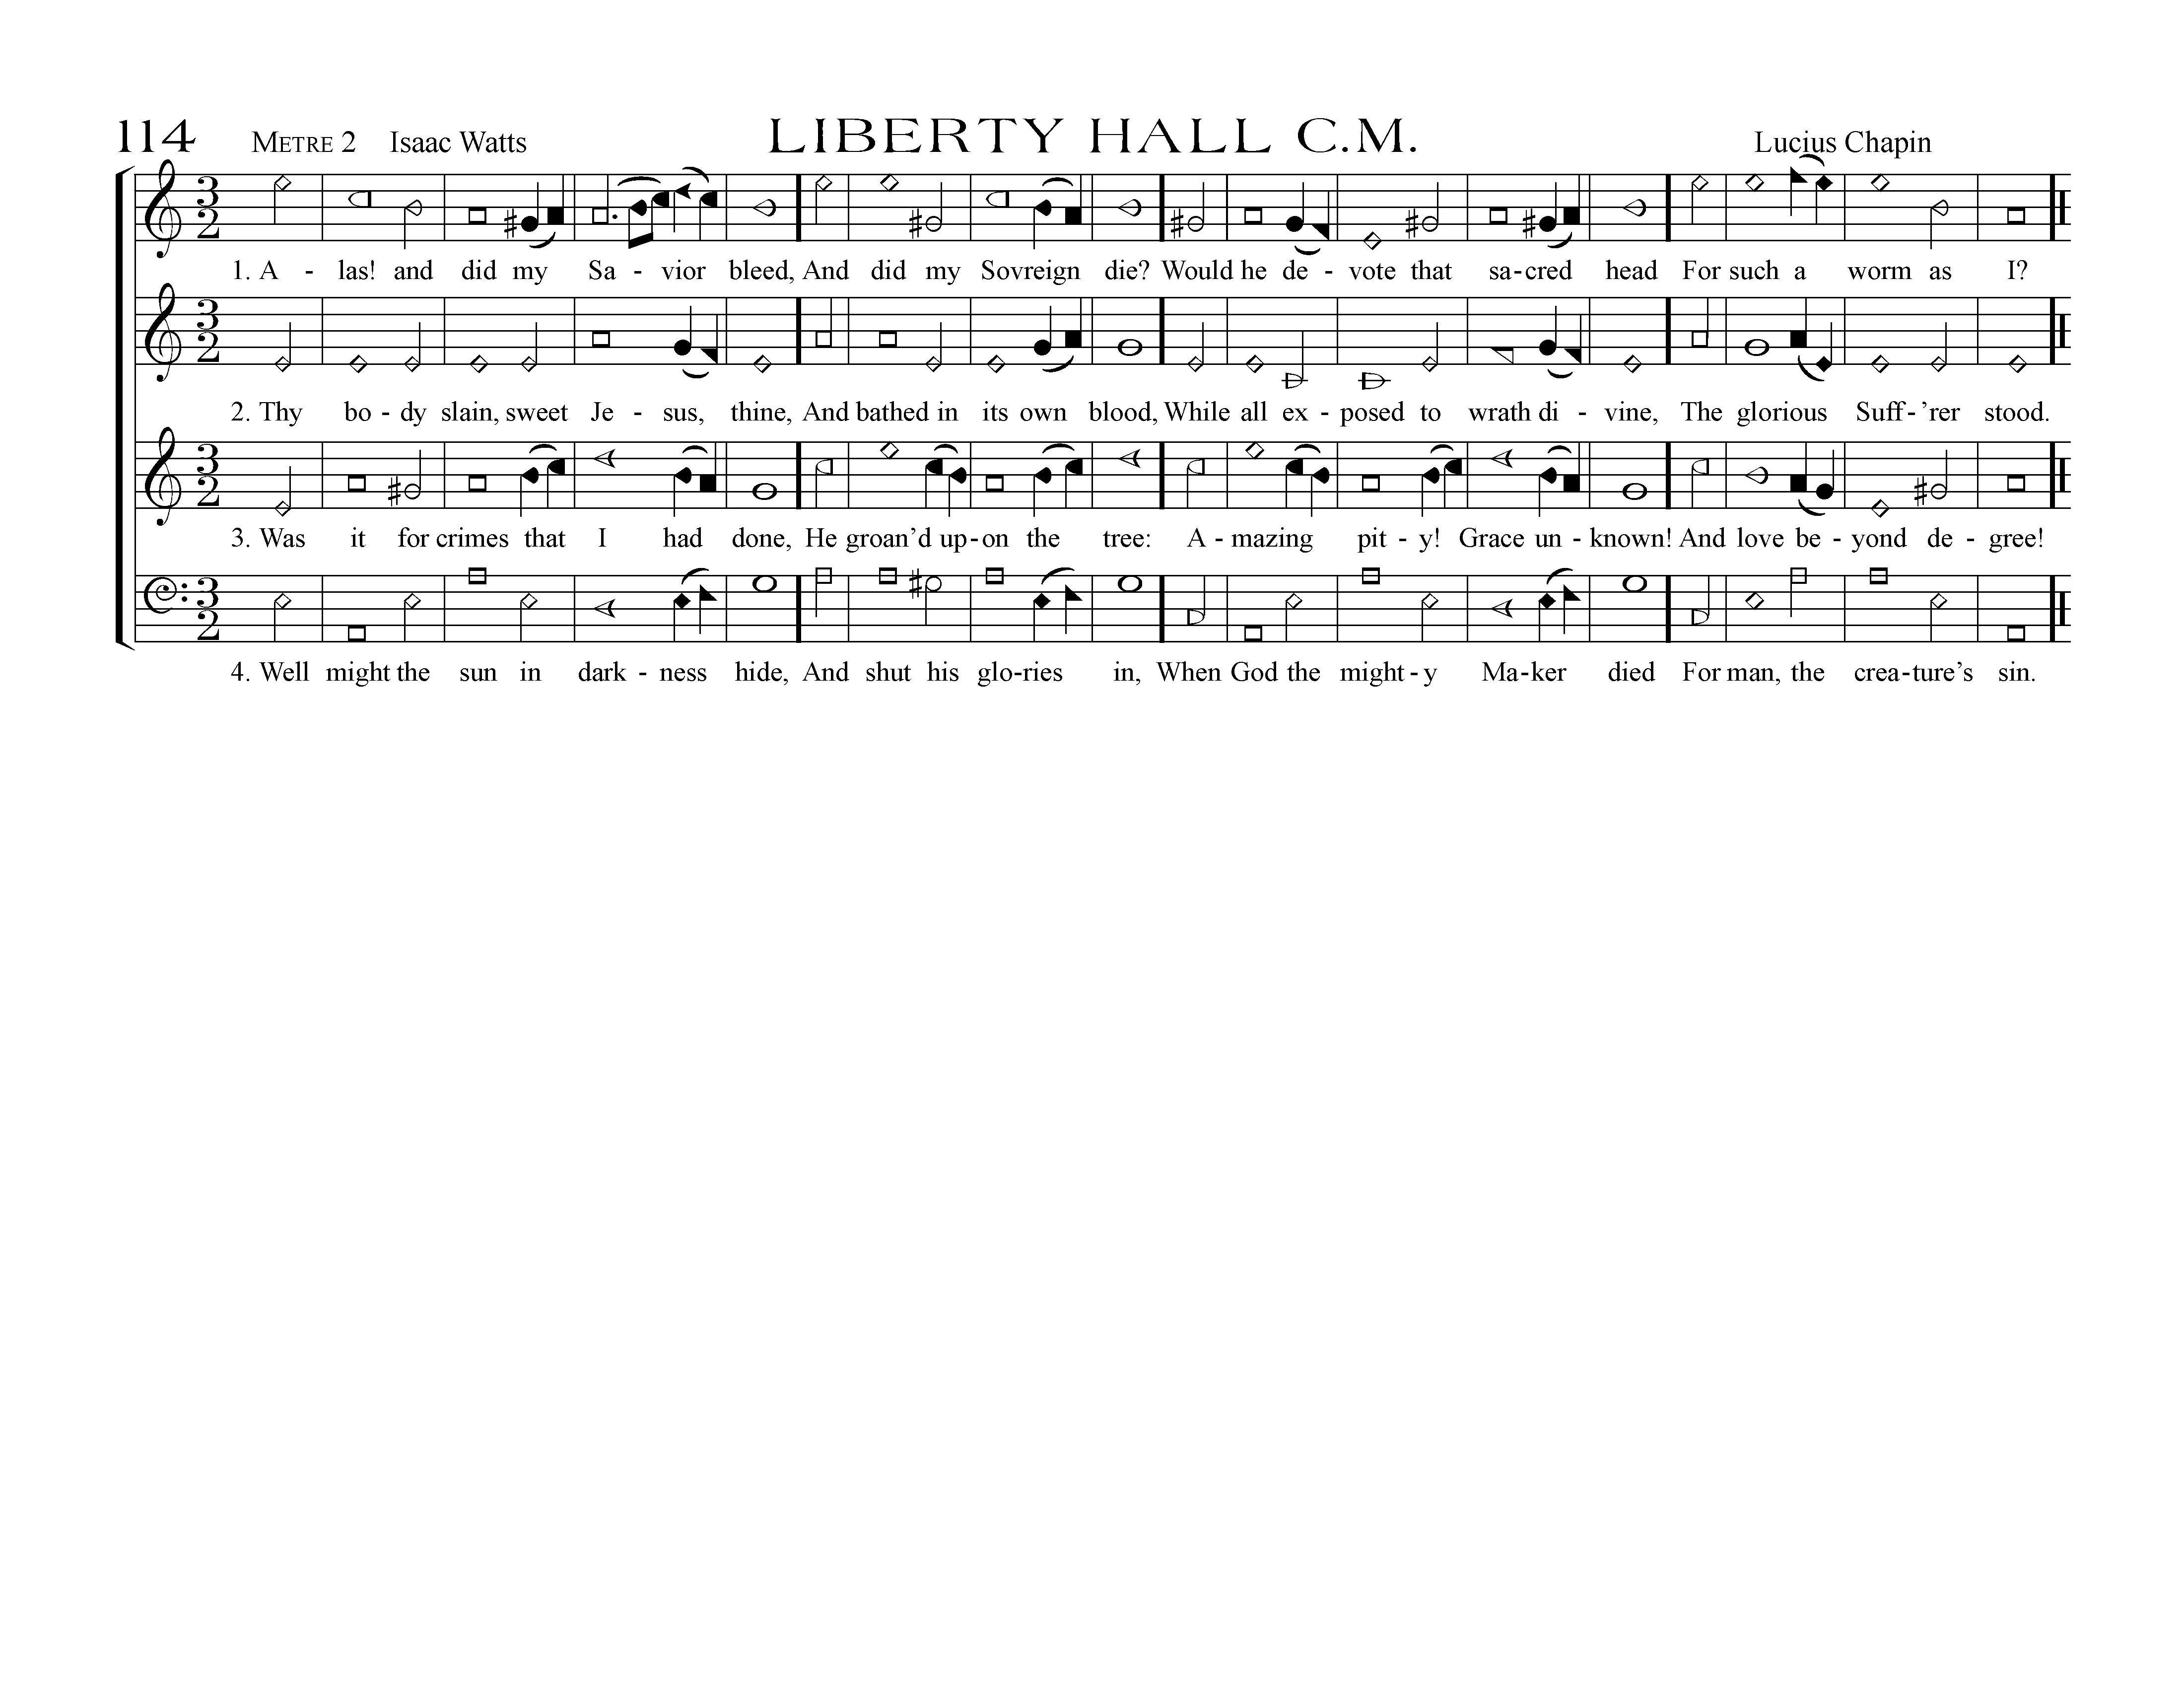 114 METRE 2 Isaac Watts LIBERTY HALL C.M. Lucius Chapin
3
2
1. A - las! and did my Sa - vior bleed, And did my Sovreign die? Would he de - vote that sa - cred head For such a worm as I?
3
2
2. Thy bo - dy slain, sweet Je - sus, thine, And bathed in its own blood, While all ex - posed to wrath di - vine, The glorious Suff - ’rer stood.
3
2
3. Was it for crimes that I had done, He groan’d up - on the tree: A - mazing pit - y! Grace un - known! And love be - yond de - gree!
3
2
4. Well might the sun in dark - ness hide, And shut his glo - ries in, When God the might - y Ma - ker died For man, the crea - ture’s sin.